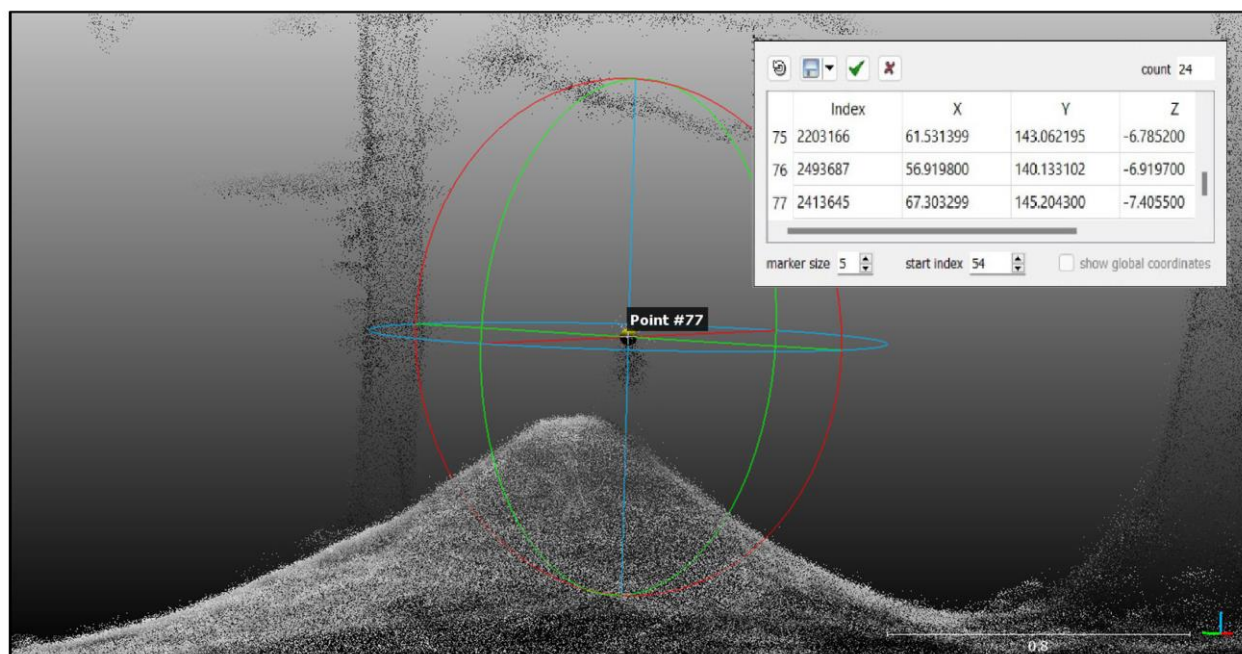 count 24
Index X Y Z
75 2203166 61.531399 143.062195 -6.785200
76 2493687 56.919800 140.133102 -6.919700
77 2413645 67.303299 145.204300 -7.405500
marker size 5 start index 54 show global coordinates
Point #77
0.8